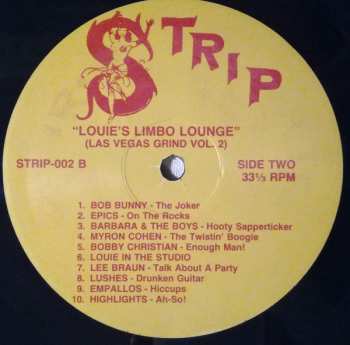 STRIP
"LOUIE'S LIMBO LOUNGE"
(LAS VEGAS GRIND VOL. 2)
STRIP-002 B
SIDE TWO
33⅓ RPM
1. BOB BUNNY - The Joker
2. EPICS - On The Rocks
3. BARBARA & THE BOYS - Hooty Sapperticker
4. MYRON COHEN - The Twistin' Boogie
5. BOBBY CHRISTIAN - Enough Man!
6. LOUIE IN THE STUDIO
7. LEE BRAUN - Talk About A Party
8. LUSHES - Drunken Guitar
9. EMPALLOS - Hiccups
10. HIGHLIGHTS - Ah-So!